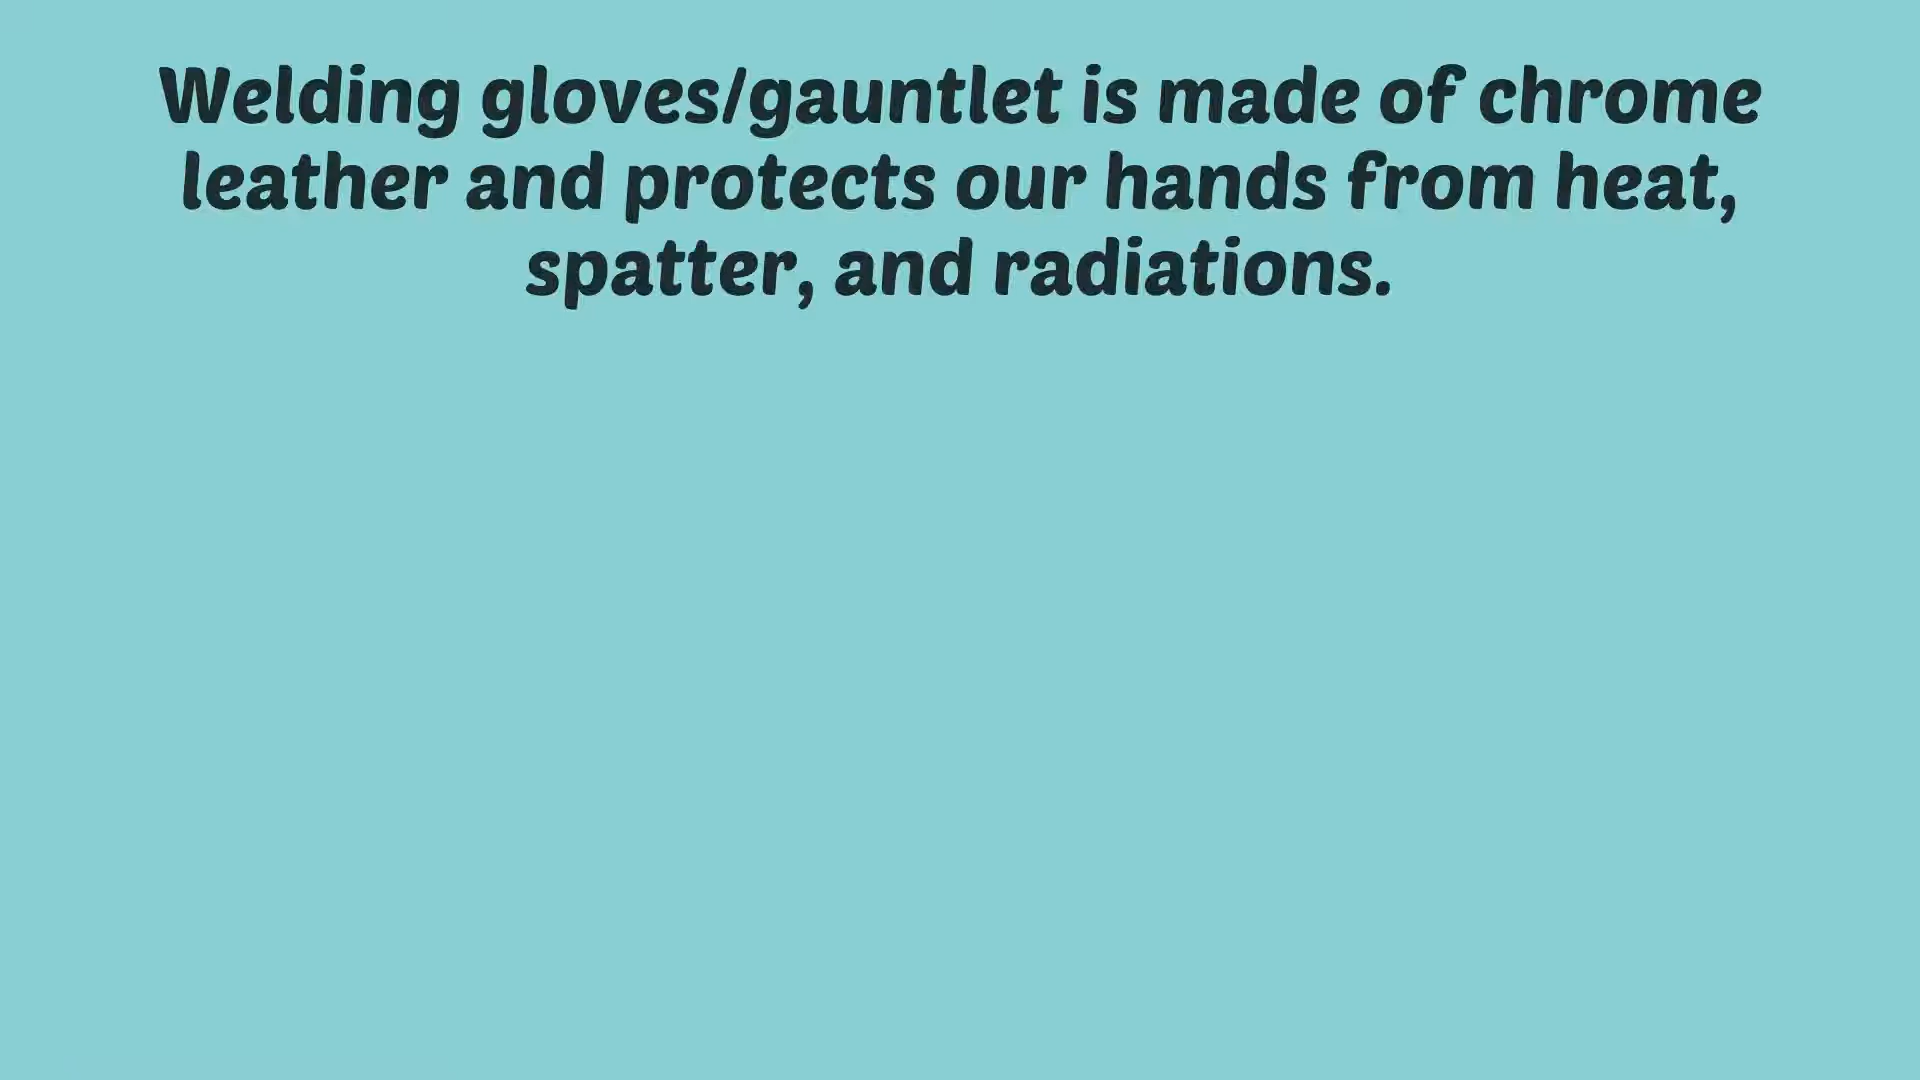 Welding gloves/gauntlet is made of chrome
leather and protects our hands from heat,
spatter, and radiations.